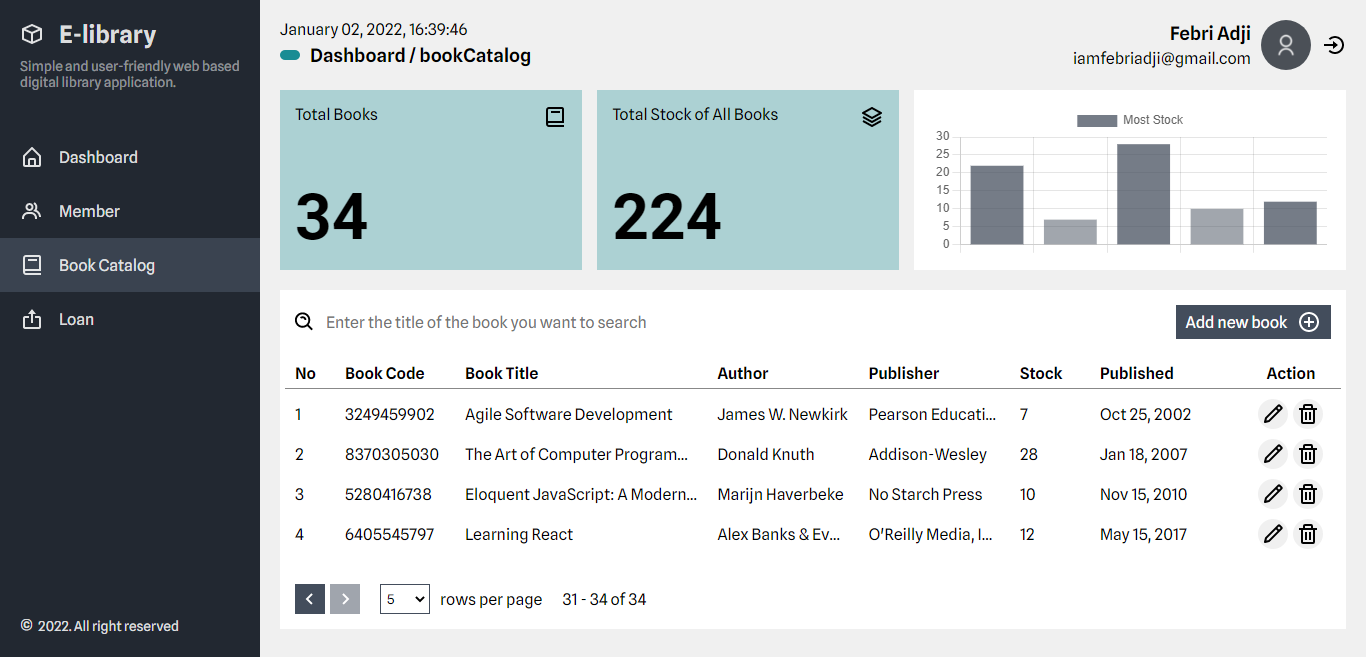 E-library
Simple and user-friendly web based
digital library application.
Dashboard
Member
Book Catalog
Loan
© 2022. All right reserved
January 02, 2022, 16:39:46
Dashboard / bookCatalog
Febri Adji
iamfebriadji@gmail.com
Total Books
34
Total Stock of All Books
224
Most Stock
30
25
20
15
10
5
0
Enter the title of the book you want to search
Add new book
No Book Code Book Title Author Publisher Stock Published Action
1 3249459902 Agile Software Development James W. Newkirk Pearson Educati... 7 Oct 25, 2002
2 8370305030 The Art of Computer Program... Donald Knuth Addison-Wesley 28 Jan 18, 2007
3 5280416738 Eloquent JavaScript: A Modern... Marijn Haverbeke No Starch Press 10 Nov 15, 2010
4 6405545797 Learning React Alex Banks & Ev... O'Reilly Media, I... 12 May 15, 2017
5 rows per page 31 - 34 of 34